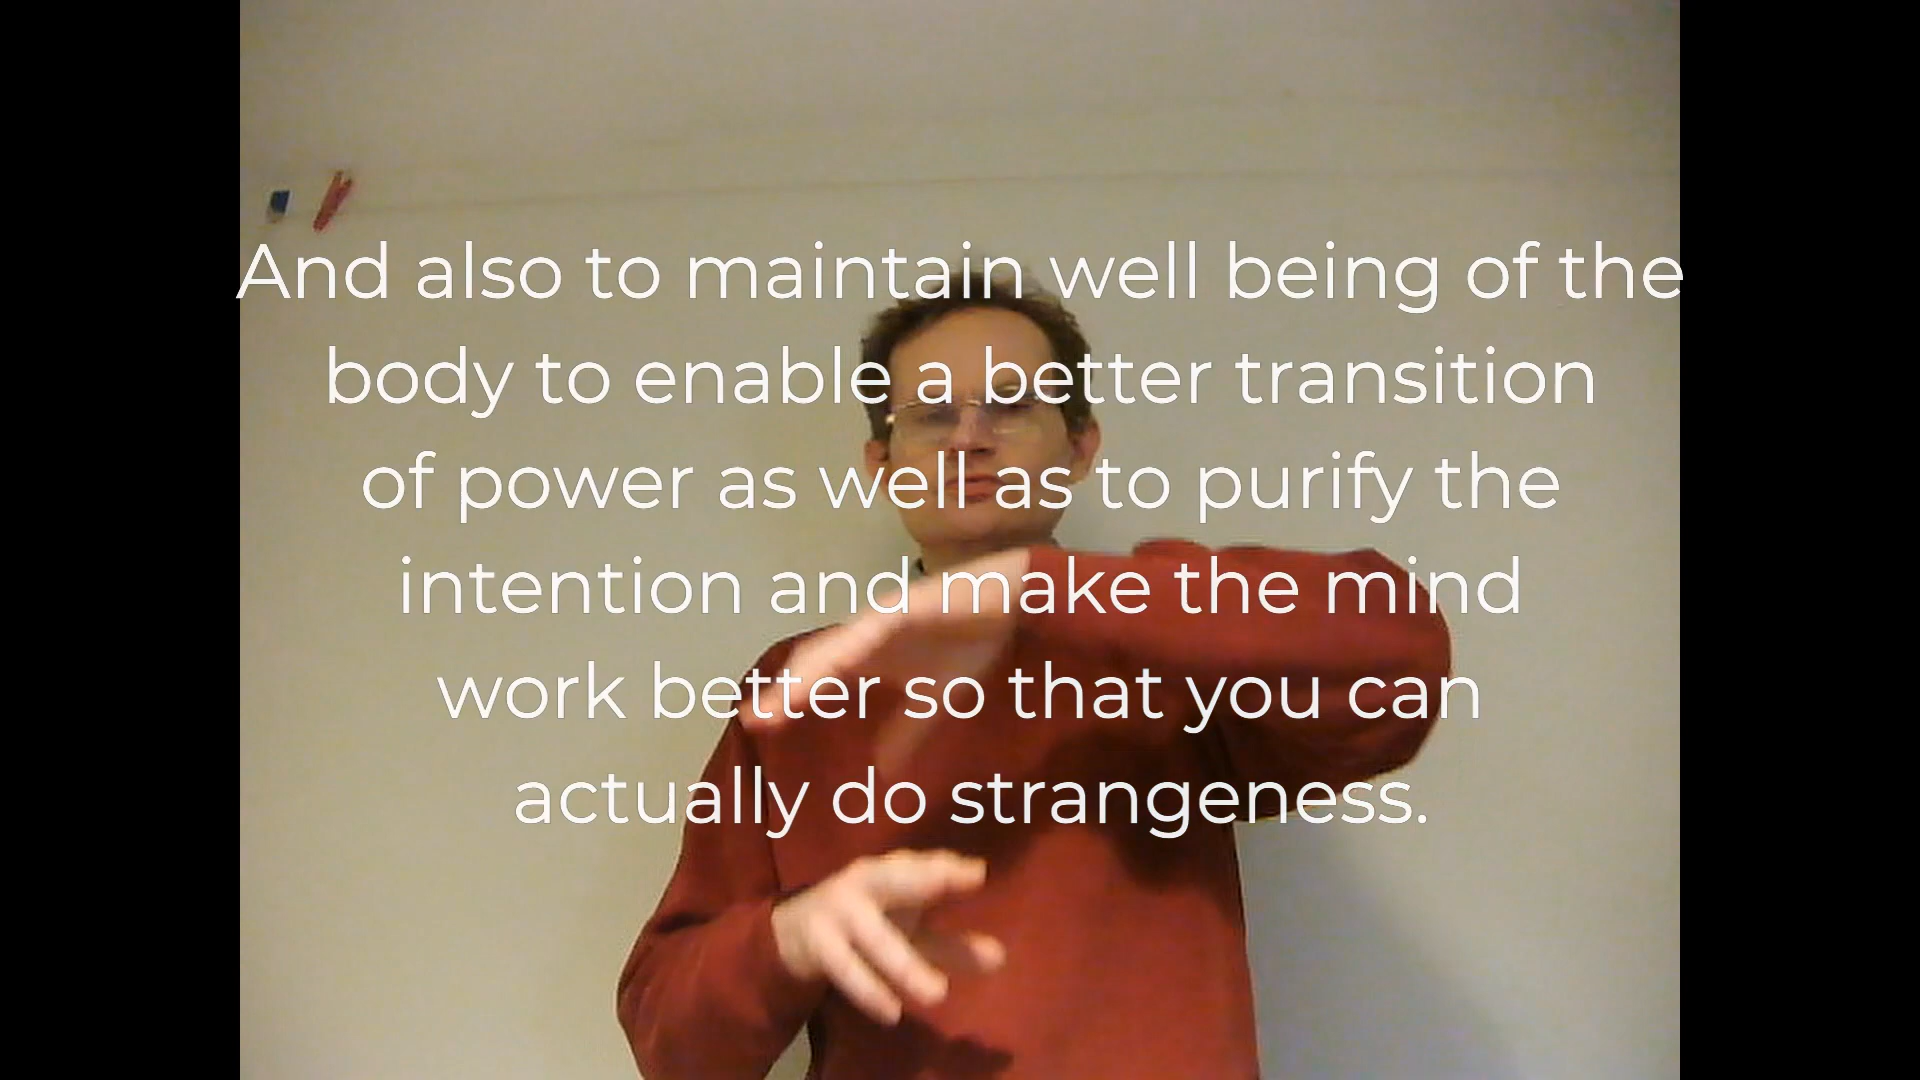 And also to maintain well being of the
body to enable a better transition
of power as well as to purify the
intention and make the mind
work better so that you can
actually do strangeness.